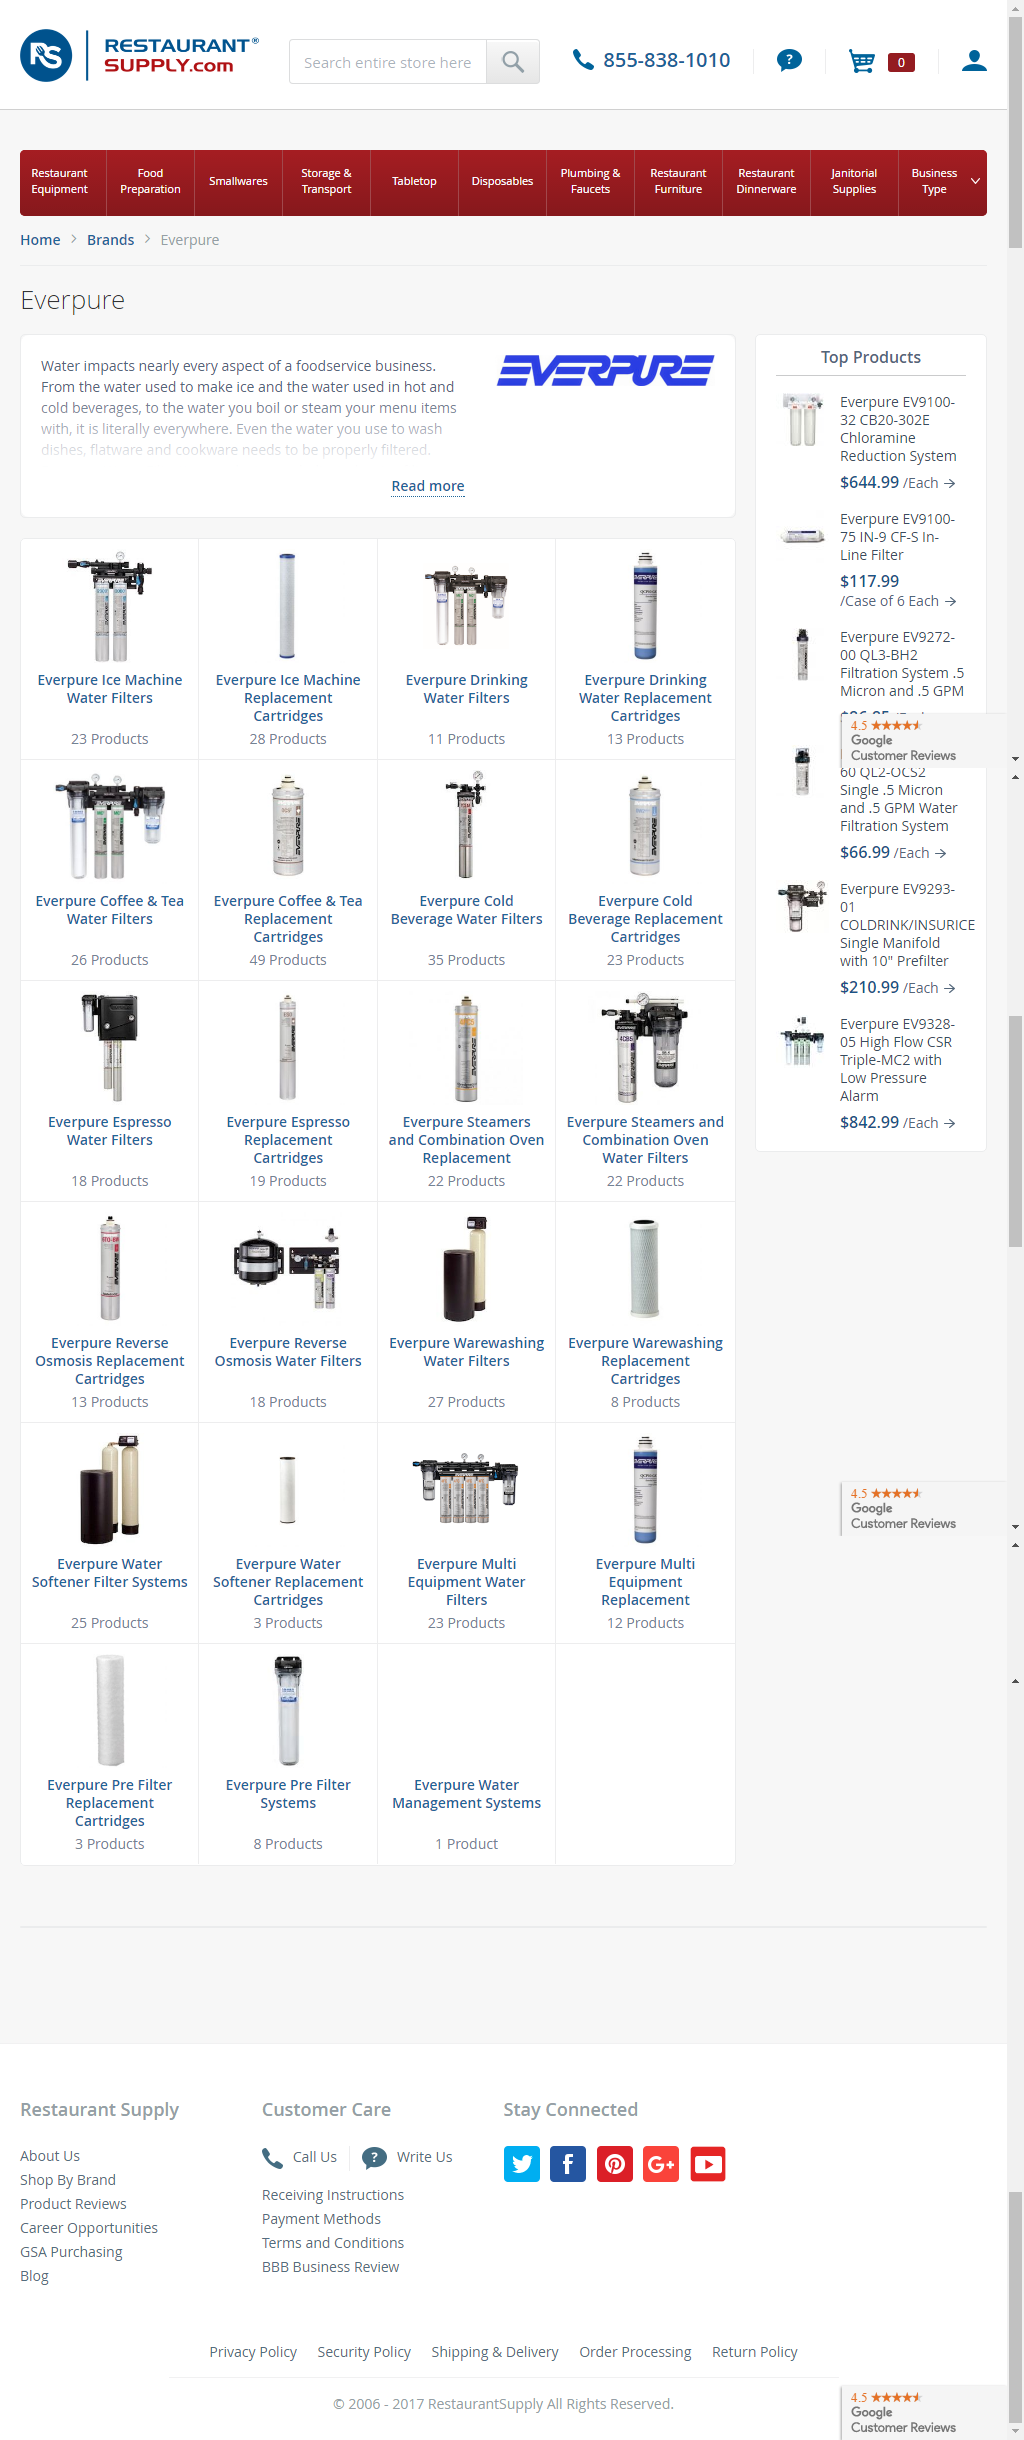 RS RESTAURANT®
SUPPLY.com
Search entire store here
855-838-1010
?
0
Restaurant Equipment
Food Preparation
Smallwares
Storage & Transport
Tabletop
Disposables
Plumbing & Faucets
Restaurant Furniture
Restaurant Dinnerware
Janitorial Supplies
Business Type
Home > Brands > Everpure
Everpure
Water impacts nearly every aspect of a foodservice business.
From the water used to make ice and the water used in hot and
cold beverages, to the water you boil or steam your menu items
with, it is literally everywhere. Even the water you use to wash
dishes, flatware and cookware needs to be properly filtered.
EVERPURE
Read more
Everpure Ice Machine
Water Filters
23 Products
Everpure Ice Machine
Replacement
Cartridges
28 Products
Everpure Drinking
Water Filters
11 Products
Everpure Drinking
Water Replacement
Cartridges
13 Products
Everpure Coffee & Tea
Water Filters
26 Products
Everpure Coffee & Tea
Replacement
Cartridges
49 Products
Everpure Cold
Beverage Water Filters
35 Products
Everpure Cold
Beverage Replacement
Cartridges
23 Products
Everpure Espresso
Water Filters
18 Products
Everpure Espresso
Replacement
Cartridges
19 Products
Everpure Steamers
and Combination Oven
Replacement
22 Products
Everpure Steamers and
Combination Oven
Water Filters
22 Products
Everpure Reverse
Osmosis Replacement
Cartridges
13 Products
Everpure Reverse
Osmosis Water Filters
18 Products
Everpure Warewashing
Water Filters
27 Products
Everpure Warewashing
Replacement
Cartridges
8 Products
Everpure Water
Softener Filter Systems
25 Products
Everpure Water
Softener Replacement
Cartridges
3 Products
Everpure Multi
Equipment Water
Filters
23 Products
Everpure Multi
Equipment
Replacement
12 Products
Everpure Pre Filter
Replacement
Cartridges
3 Products
Everpure Pre Filter
Systems
8 Products
Everpure Water
Management Systems
1 Product
Top Products
Everpure EV9100-
32 CB20-302E
Chloramine
Reduction System
$644.99 /Each →
Everpure EV9100-
75 IN-9 CF-S In-
Line Filter
$117.99
/Case of 6 Each →
Everpure EV9272-
00 QL3-BH2
Filtration System .5
Micron and .5 GPM
4.5 ★★★★★
Google
Customer Reviews
60 QL2-OCS2
Single .5 Micron
and .5 GPM Water
Filtration System
$66.99 /Each →
Everpure EV9293-
01
COLDRINK/INSURICE
Single Manifold
with 10" Prefilter
$210.99 /Each →
Everpure EV9328-
05 High Flow CSR
Triple-MC2 with
Low Pressure
Alarm
$842.99 /Each →
4.5 ★★★★★
Google
Customer Reviews
Restaurant Supply
About Us
Shop By Brand
Product Reviews
Career Opportunities
GSA Purchasing
Blog
Customer Care
Call Us
? Write Us
Receiving Instructions
Payment Methods
Terms and Conditions
BBB Business Review
Stay Connected
f
G+
Privacy Policy Security Policy Shipping & Delivery Order Processing Return Policy
© 2006 - 2017 RestaurantSupply All Rights Reserved.
4.5 ★★★★★
Google
Customer Reviews